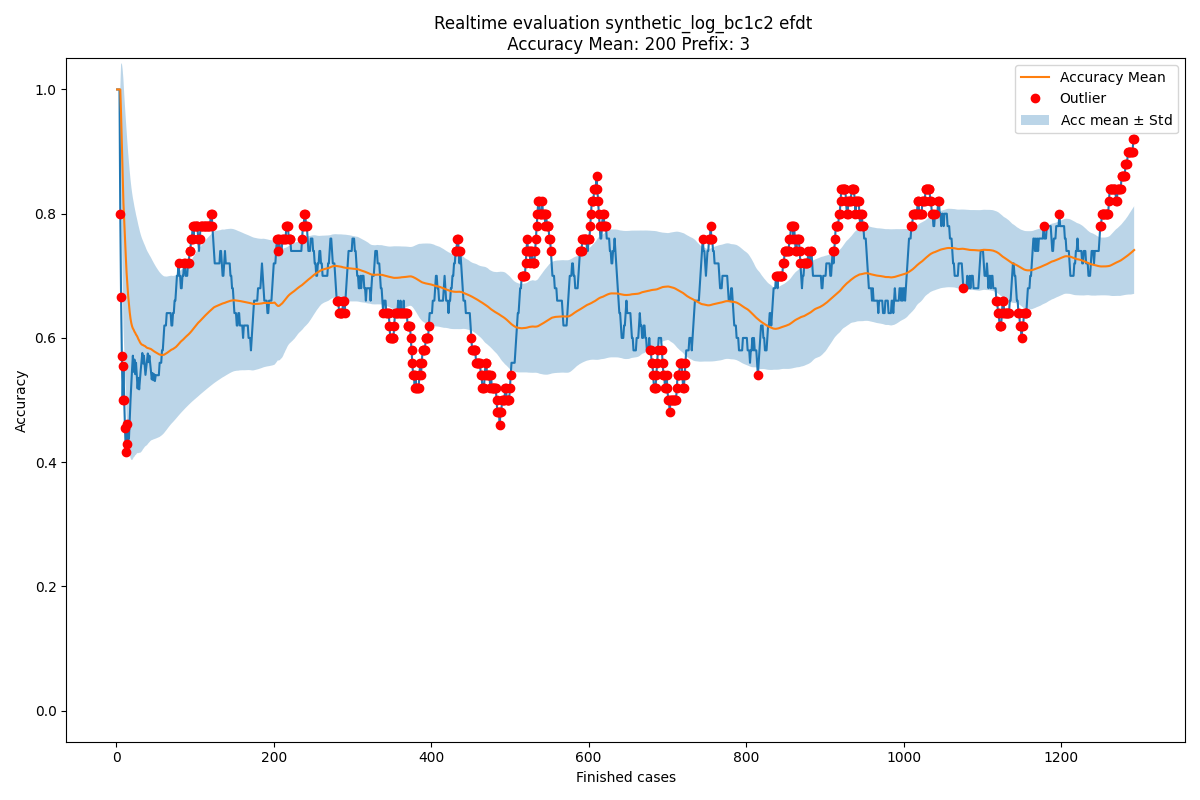 Realtime evaluation synthetic_log_bc1c2 efdt
Accuracy Mean: 200 Prefix: 3
Accuracy Mean
Outlier
Acc mean ± Std
1.0
0.8
0.6
0.4
0.2
0.0
Accuracy
0 200 400 600 800 1000 1200
Finished cases